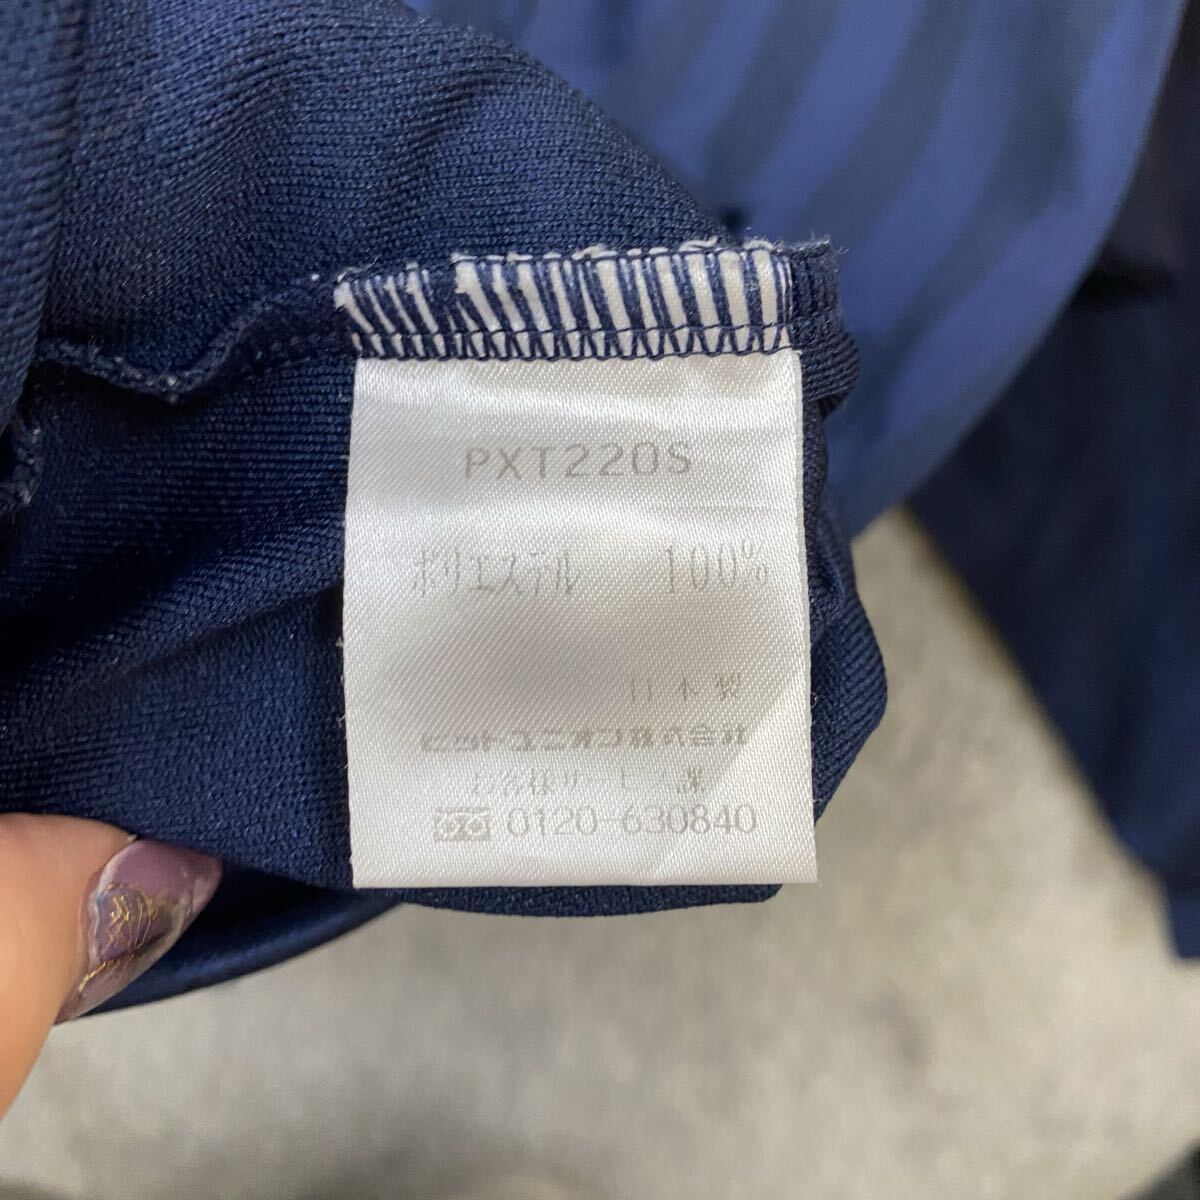 PXT220S
ポリエステル 100%
日本製
ヒットユニオン株式会社
お客様サービス課
0120-630840